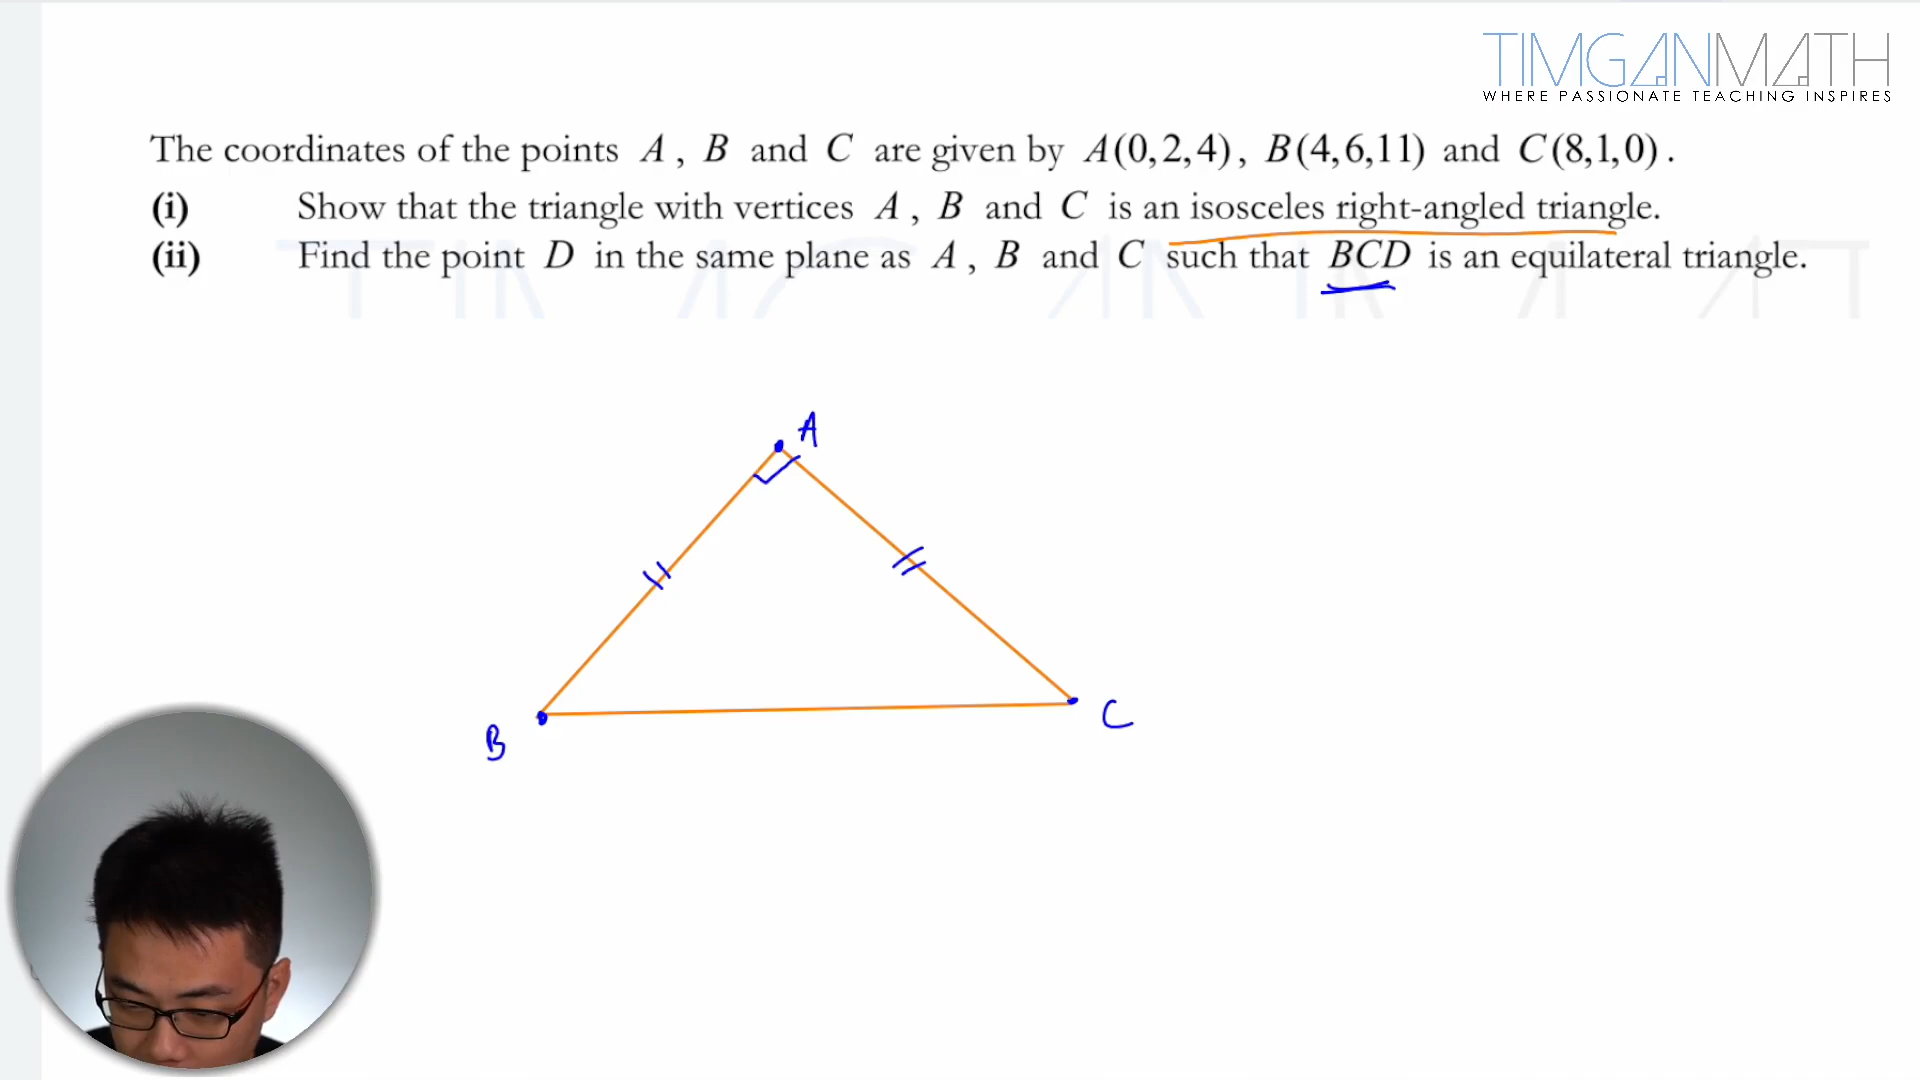 TIMGANMATH
WHERE PASSIONATE TEACHING INSPIRES
The coordinates of the points A, B and C are given by A(0,2,4), B(4,6,11) and C(8,1,0).
(i) Show that the triangle with vertices A, B and C is an isosceles right-angled triangle.
(ii) Find the point D in the same plane as A, B and C such that BCD is an equilateral triangle.
A
B
C